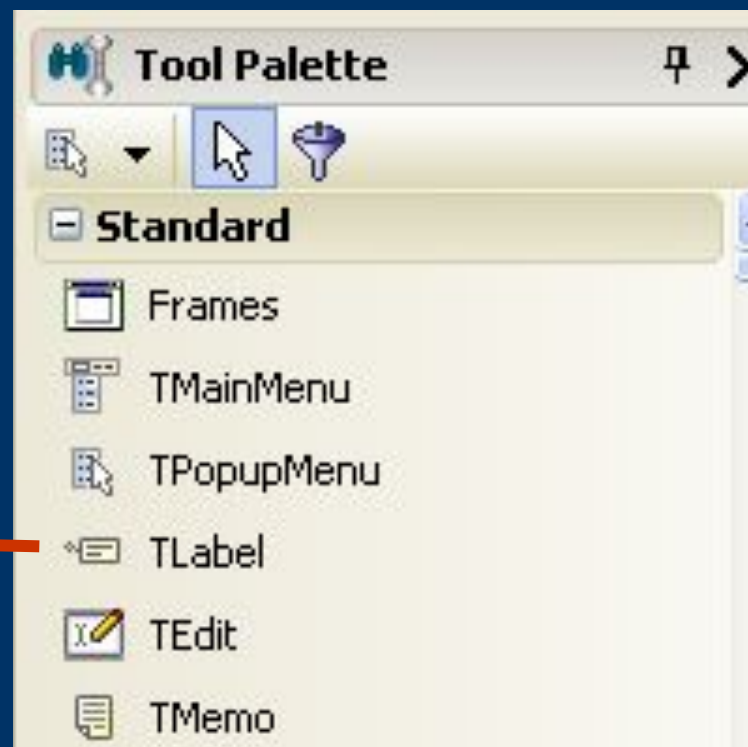 Tool Palette
Standard
Frames
TMainMenu
TPopupMenu
TLabel
TEdit
TMemo